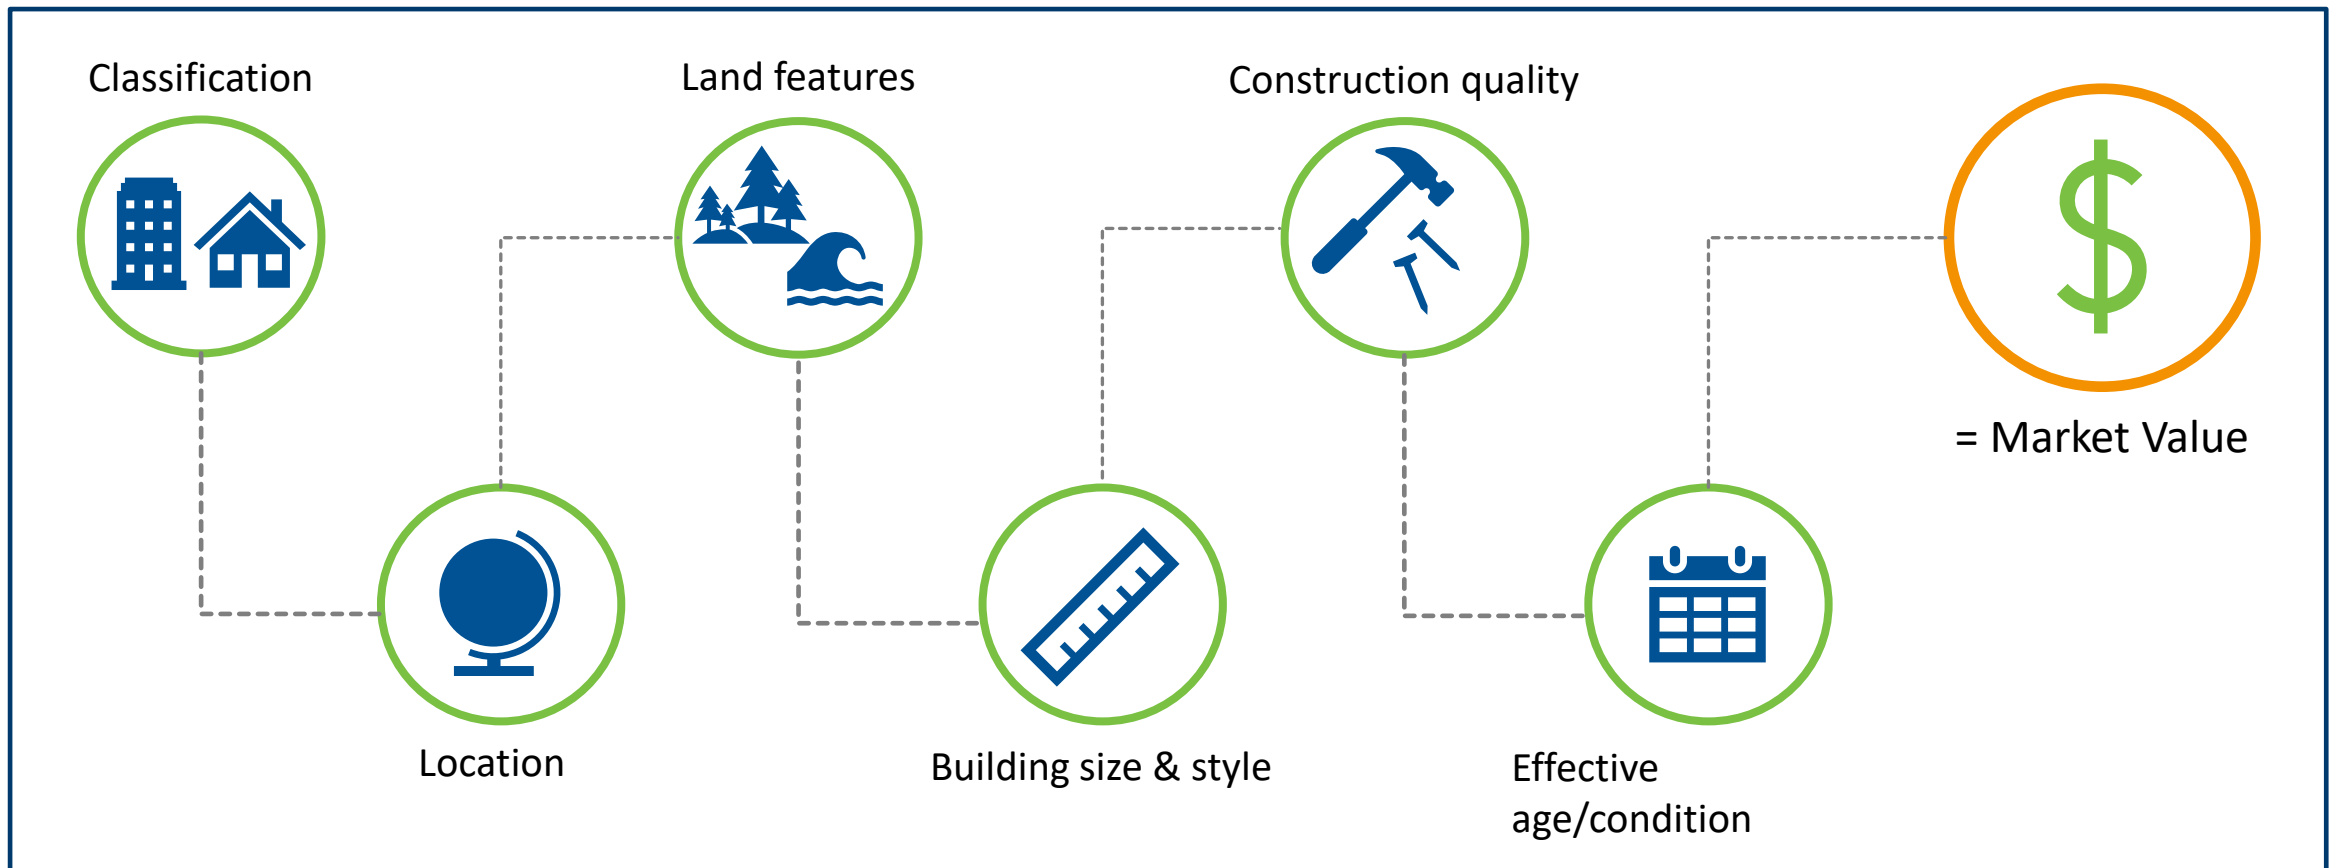 Classification
Location
Land features
Building size & style
Construction quality
Effective
age/condition
= Market Value